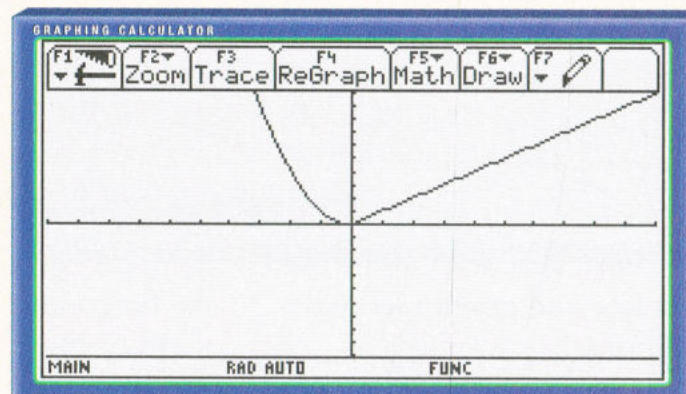 GRAPHING CALCULATOR
F1 F2 F3 F4 F5 F6 F7
Zoom Trace ReGraph Math Draw
MAIN RAD AUTO FUNC